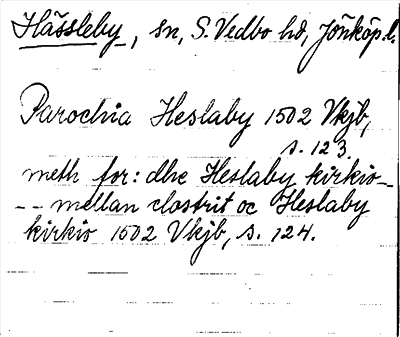 Hässleby, sn, S. Vedbo hd, Jönköp. l.
Parochia Heslaby 1502 Vkjb,
s. 123.
meth for: dhe Heslaby kirkio -
-- mellan clostrit oc Heslaby
kirkio 1502 Vkjb, s. 124.